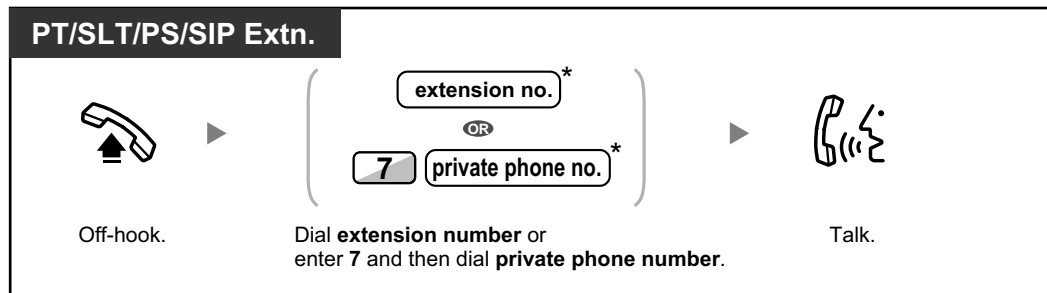 PT/SLT/PS/SIP Extn.
extension no.*
OR
7 private phone no.*
Off-hook.
Dial extension number or
enter 7 and then dial private phone number.
Talk.